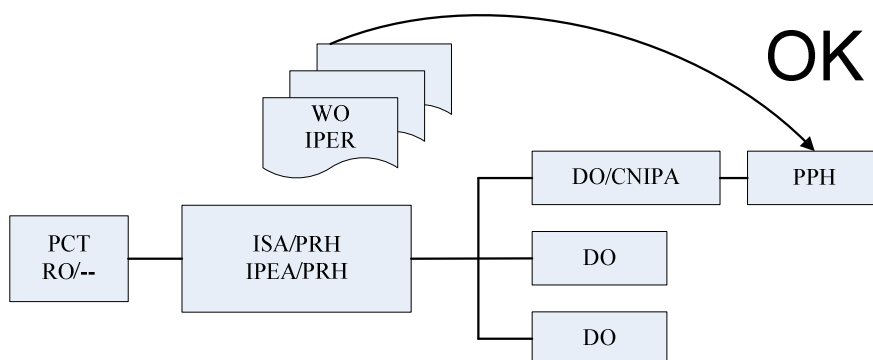 OK
WO
IPER
DO/CNIPA
PPH
PCT
RO/--
ISA/PRH
IPEA/PRH
DO
DO